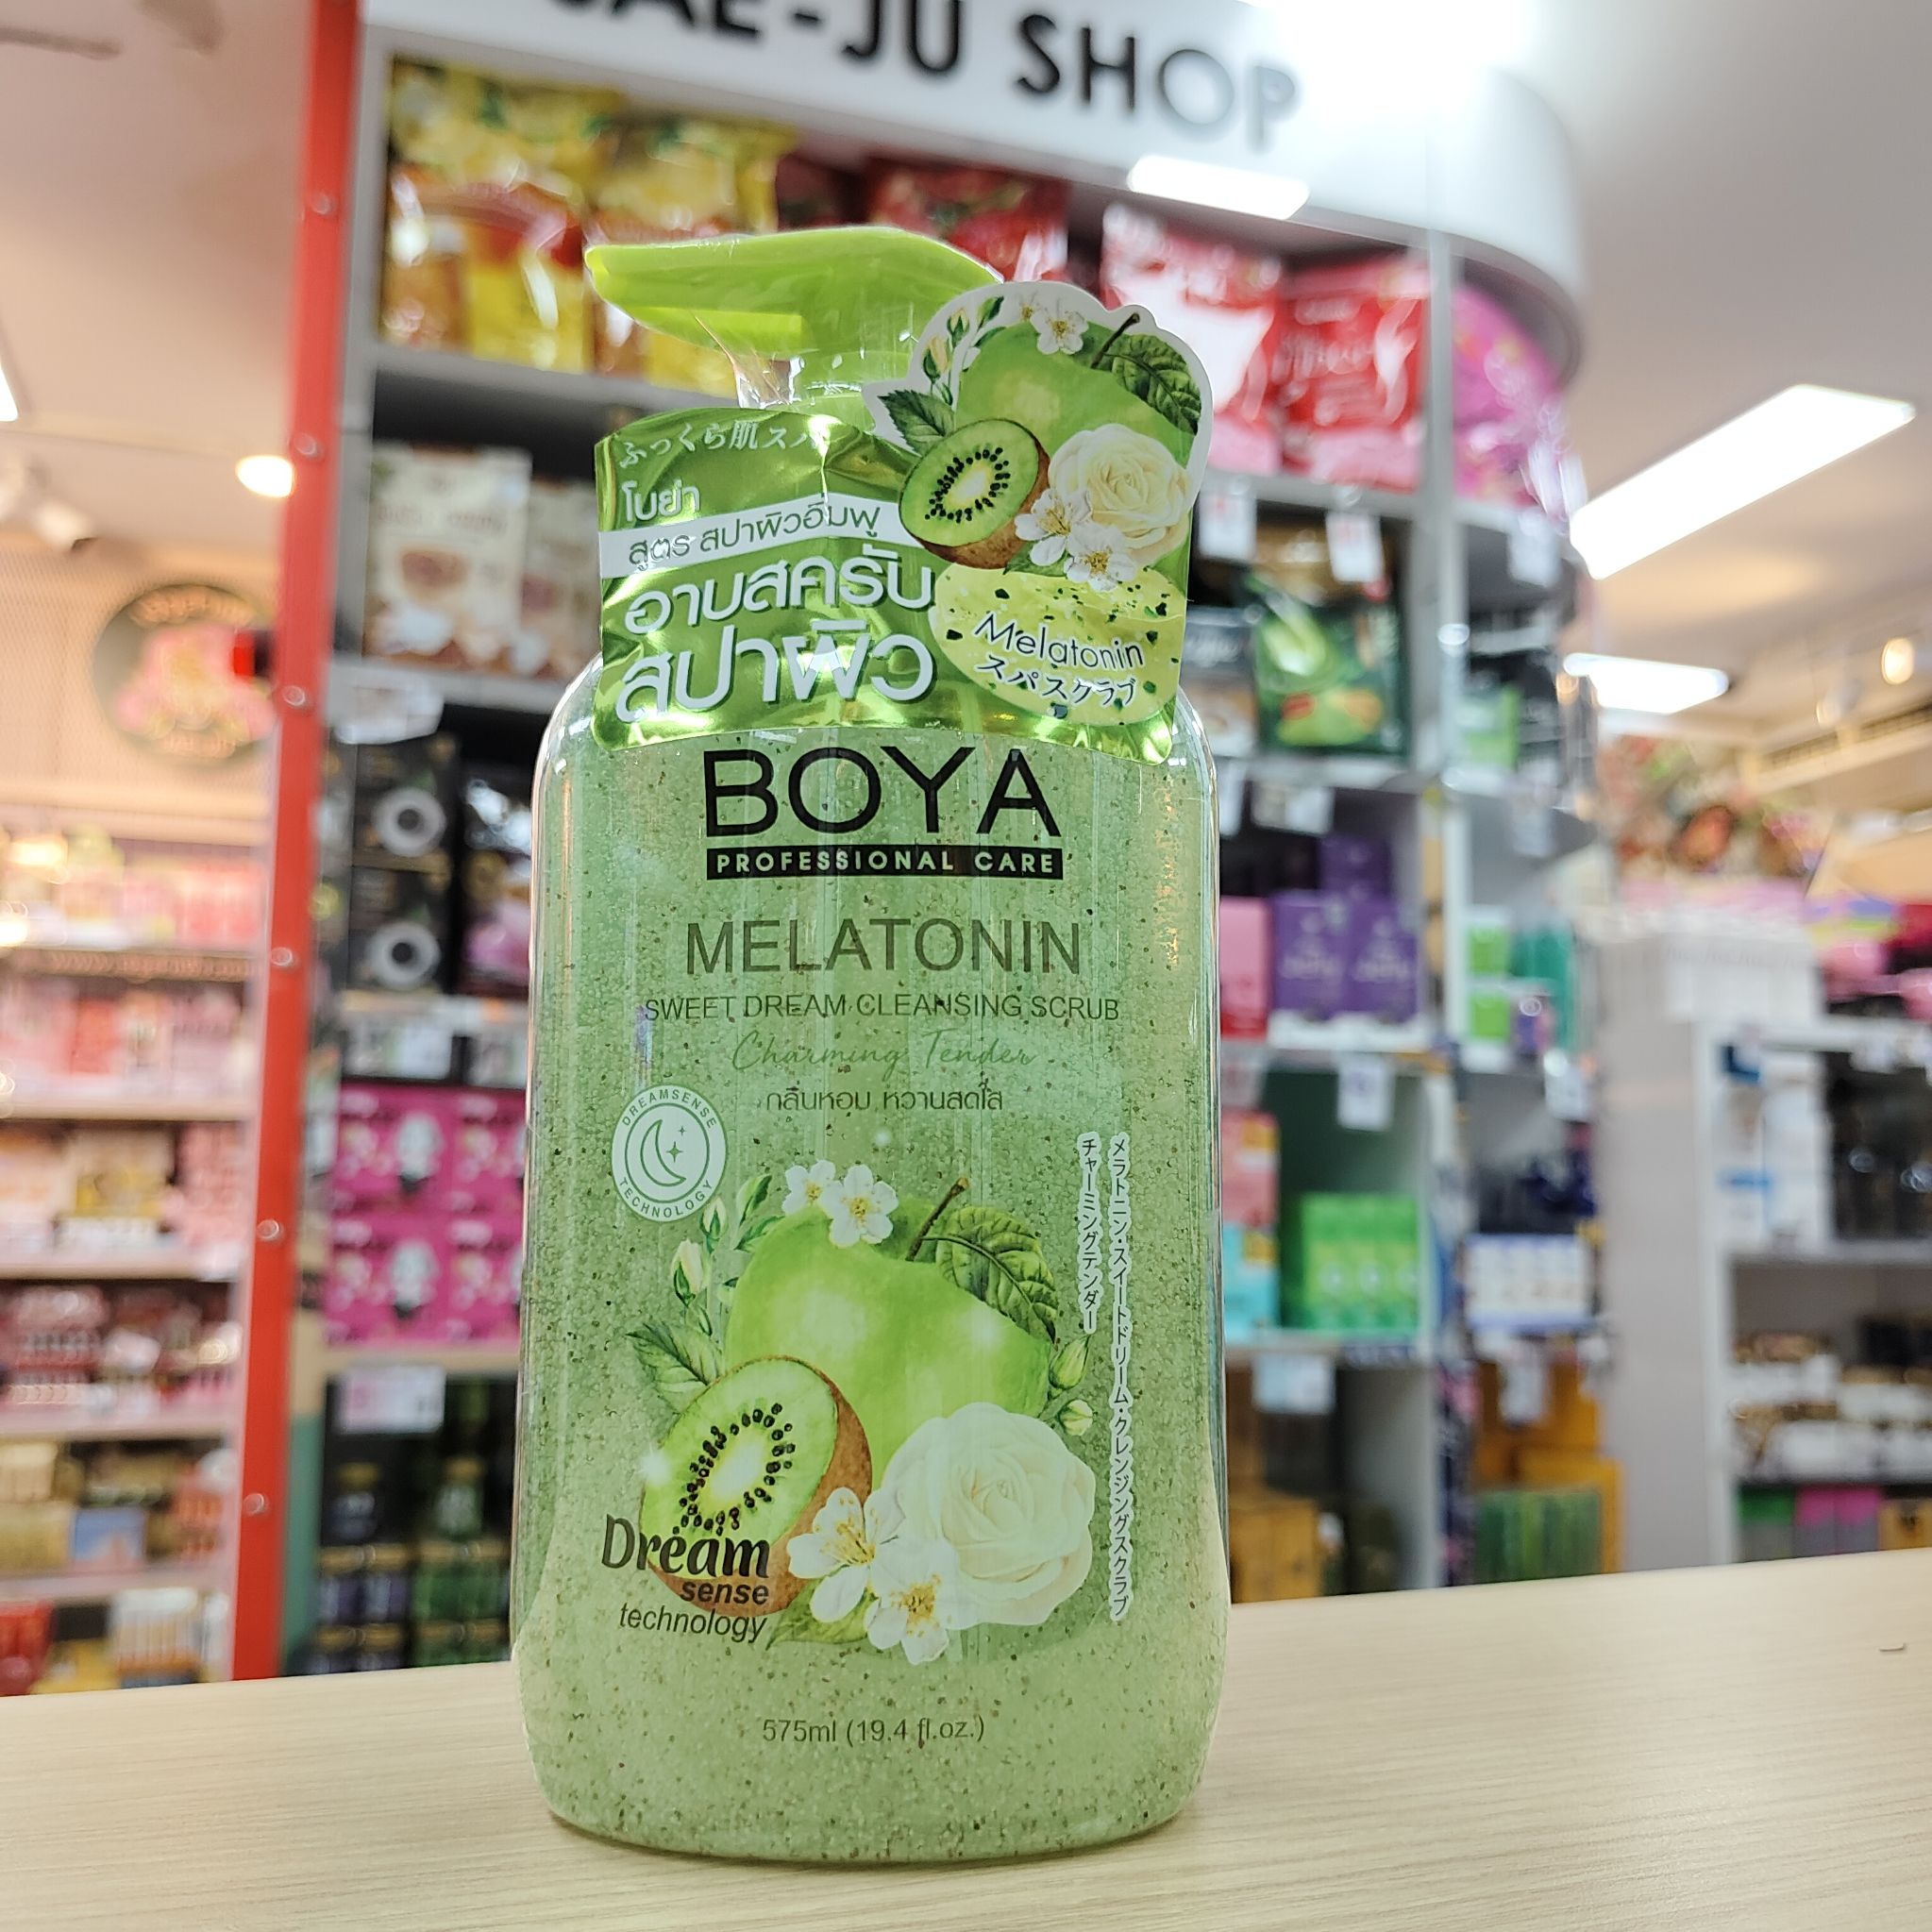 AE-JU SHOP
ふっくら肌スパ
โบย่า
สูตร สปาผิวอิ่มฟู
อาบสครับ
สปาผิว
Melatonin
スパスクラブ
BOYA
PROFESSIONAL CARE
MELATONIN
SWEET DREAM CLEANSING SCRUB
Charming Tender
กลิ่นหอม หวานสดใส
DREAMSENSE
TECHNOLOGY
メラトニン・スイートドリーム・クレンジングスクラブ
チャーミングテンダー
Dream
sense
technology
575ml (19.4 fl.oz.)